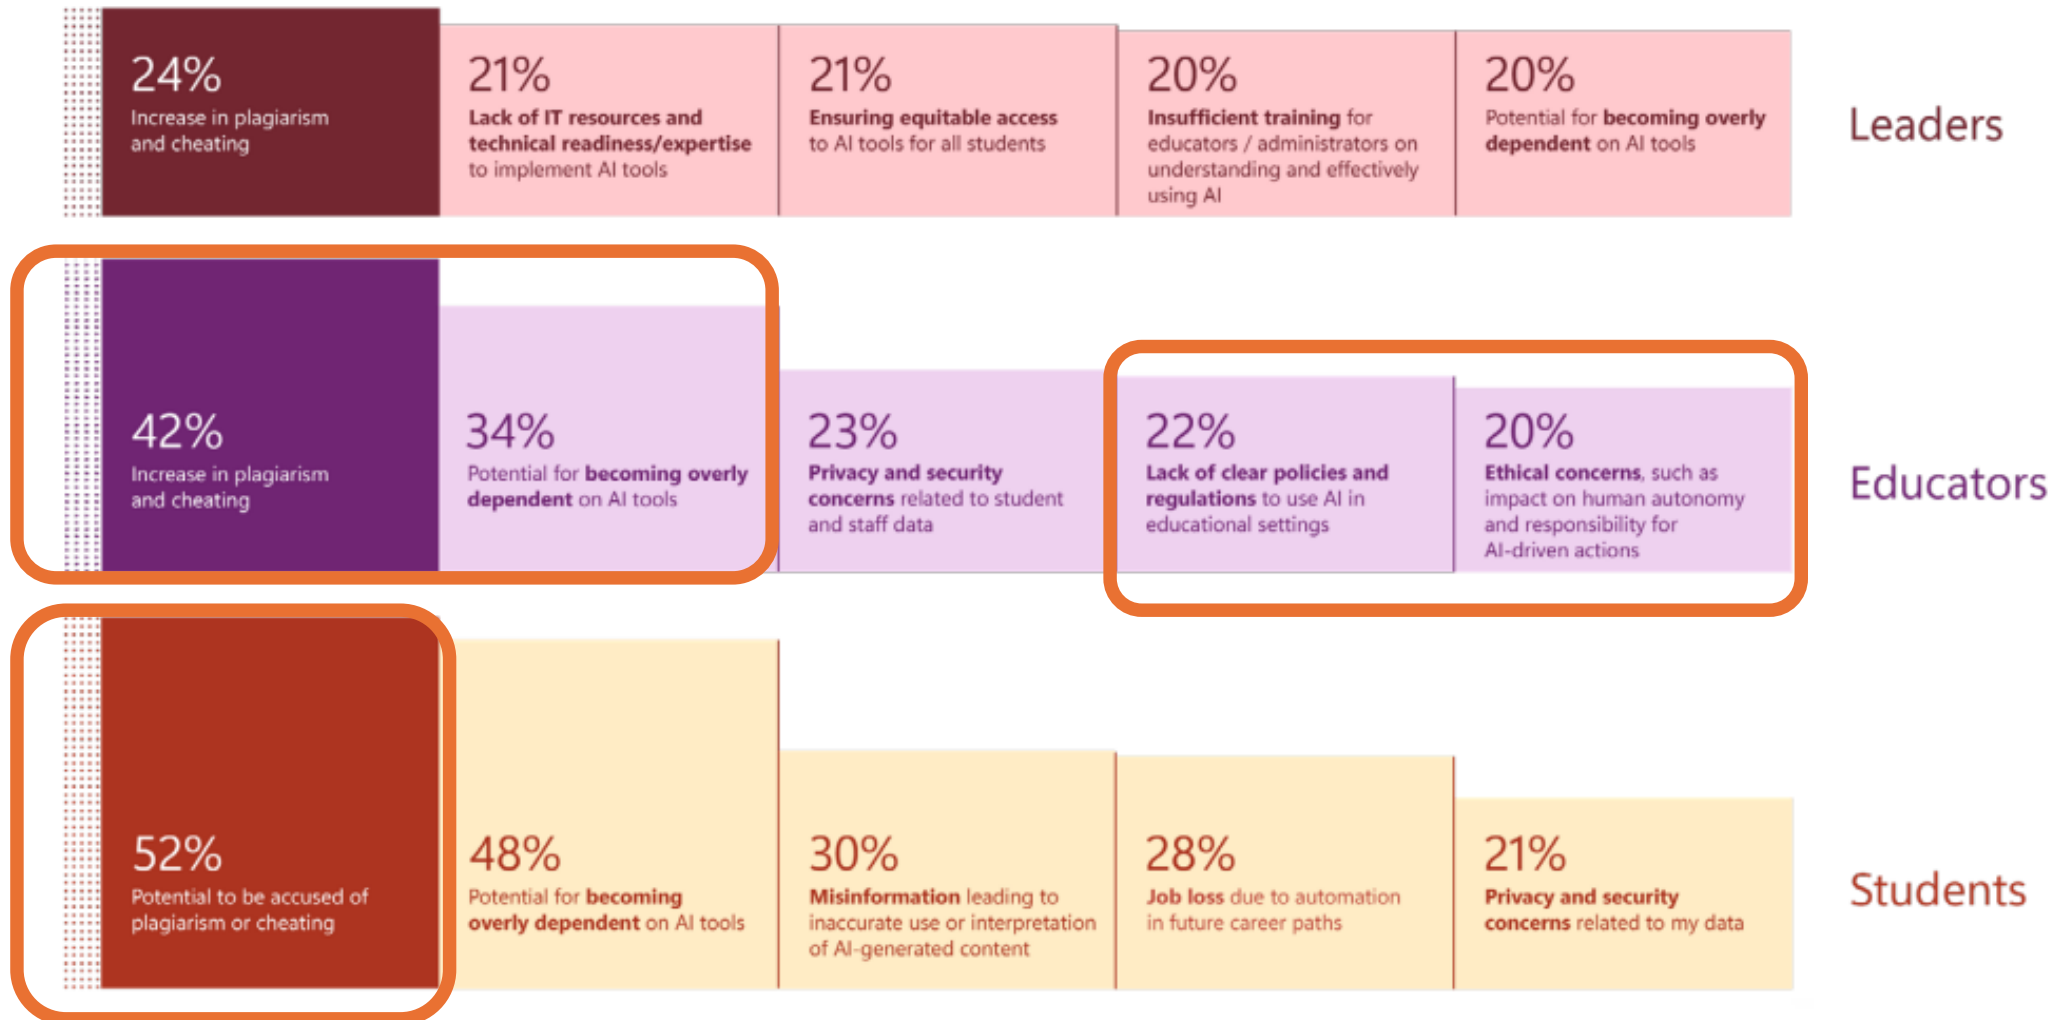 24%
Increase in plagiarism
and cheating
21%
Lack of IT resources and
technical readiness/expertise
to implement AI tools
21%
Ensuring equitable access
to AI tools for all students
20%
Insufficient training for
educators / administrators on
understanding and effectively
using AI
20%
Potential for becoming overly
dependent on AI tools
Leaders
42%
Increase in plagiarism
and cheating
34%
Potential for becoming overly
dependent on AI tools
23%
Privacy and security
concerns related to student
and staff data
22%
Lack of clear policies and
regulations to use AI in
educational settings
20%
Ethical concerns, such as
impact on human autonomy
and responsibility for
AI-driven actions
Educators
52%
Potential to be accused of
plagiarism or cheating
48%
Potential for becoming
overly dependent on AI tools
30%
Misinformation leading to
inaccurate use or interpretation
of AI-generated content
28%
Job loss due to automation
in future career paths
21%
Privacy and security
concerns related to my data
Students